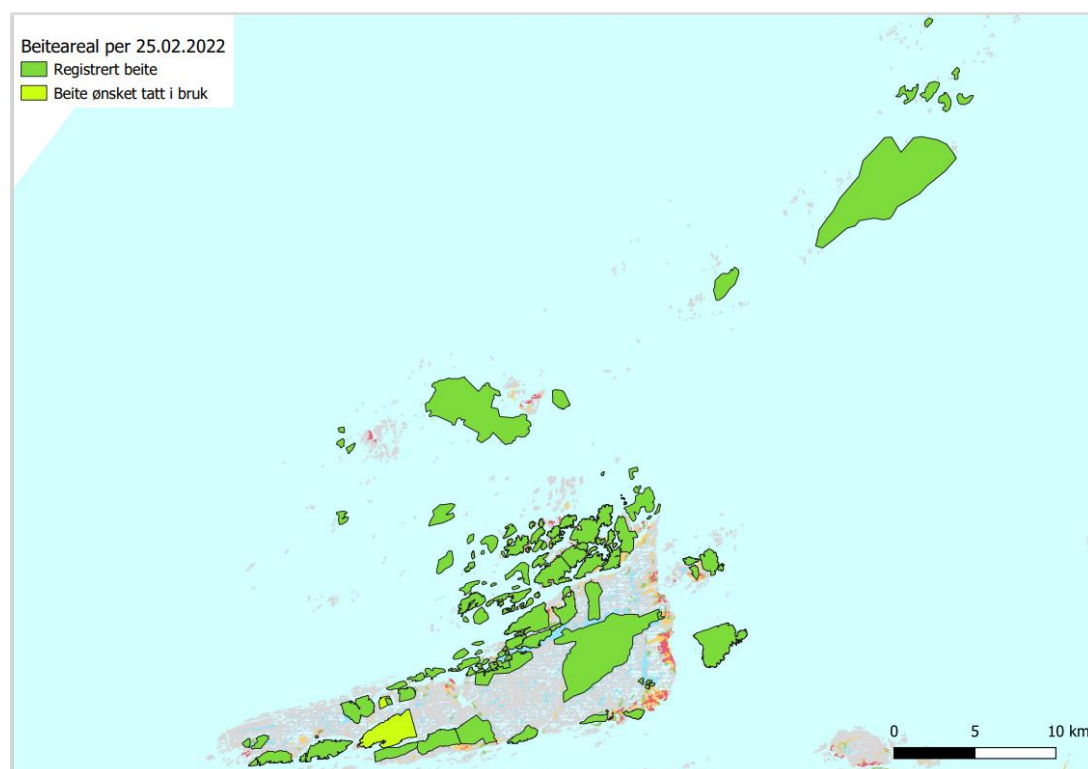 Beiteareal per 25.02.2022
Registrert beite
Beite ønsket tatt i bruk
0 5 10 km